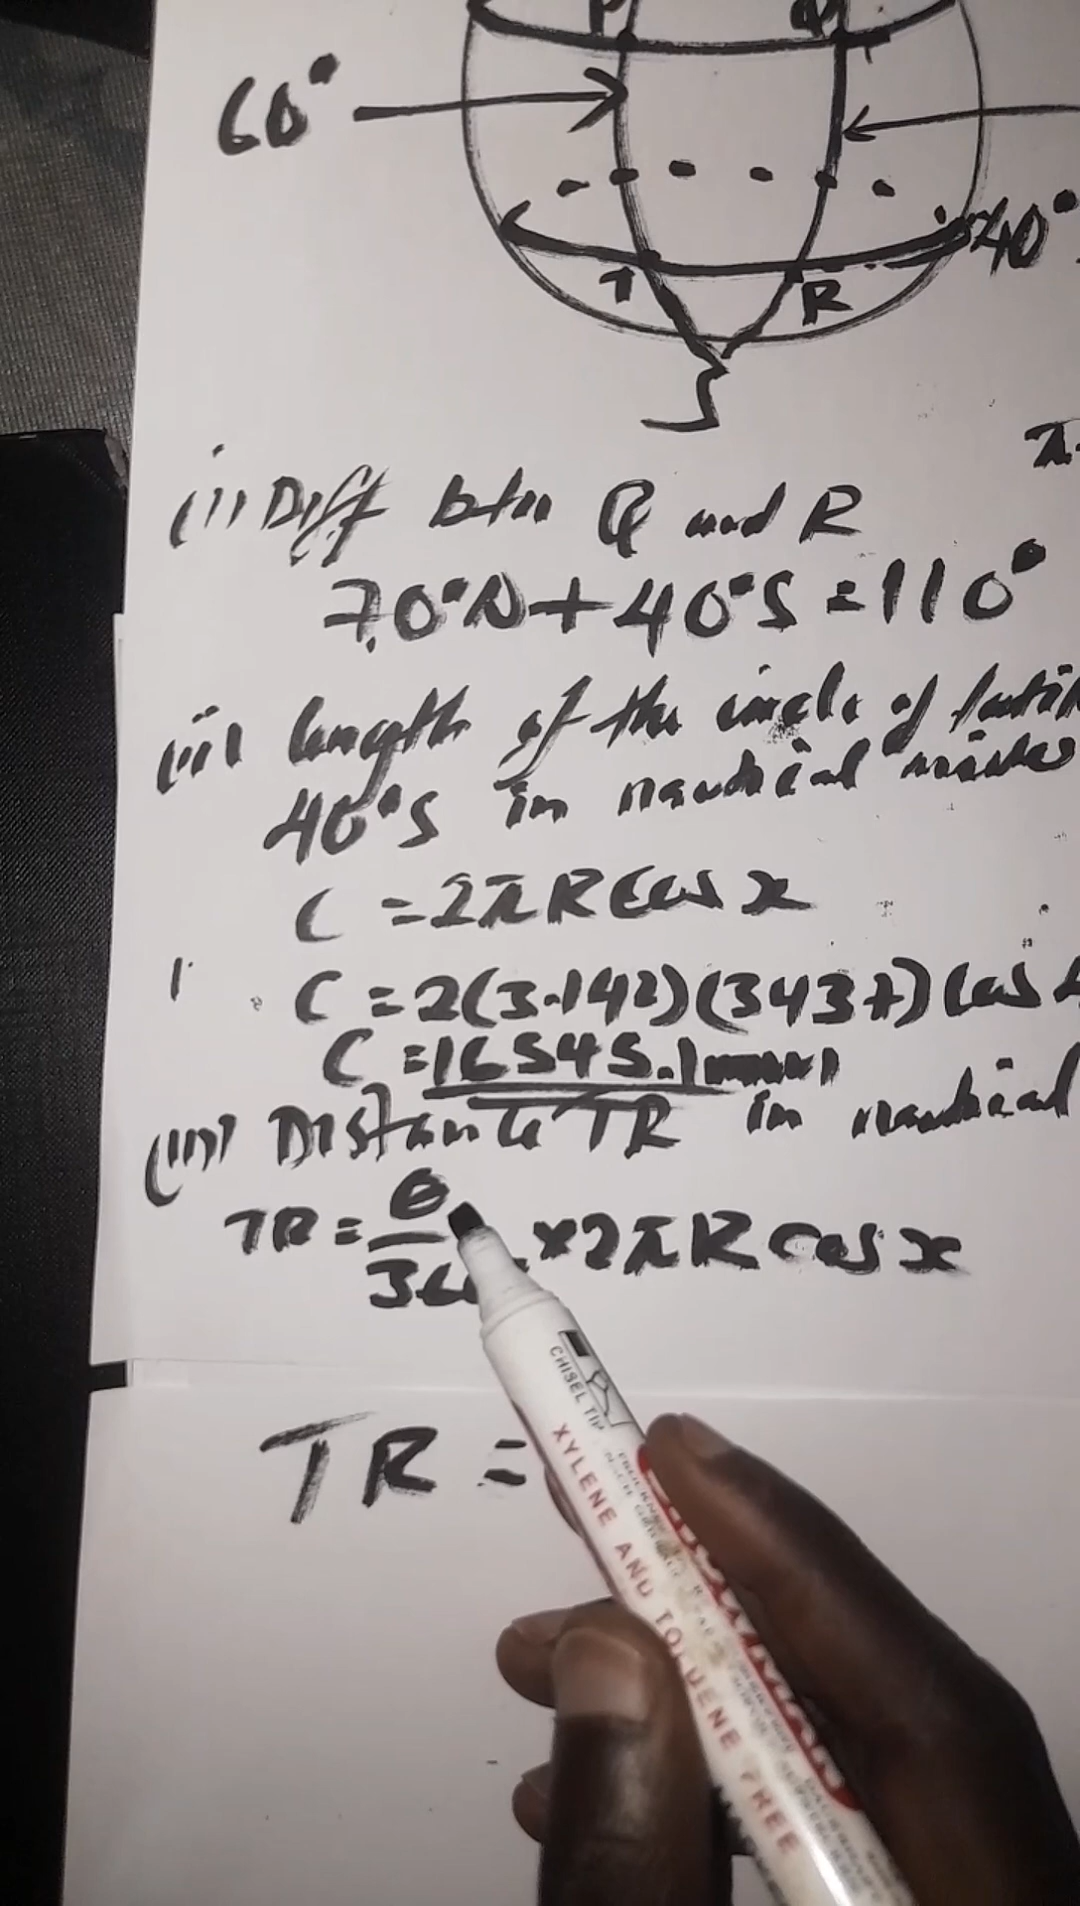 P Q
60°
40°
T R
S
π
(i) Diff btn Q and R
70°N + 40°S = 110°
(ii) length of the circle of
40°S in nautical
C = 2πR Cos x
C = 2(3.142)(3437) Cos
C = 16545.1
(iii) Distance TR in nautical
TR = θ/36 × 2πR Cos x
TR =
CHISEL TIP
XYLENE AND TOLUENE FREE